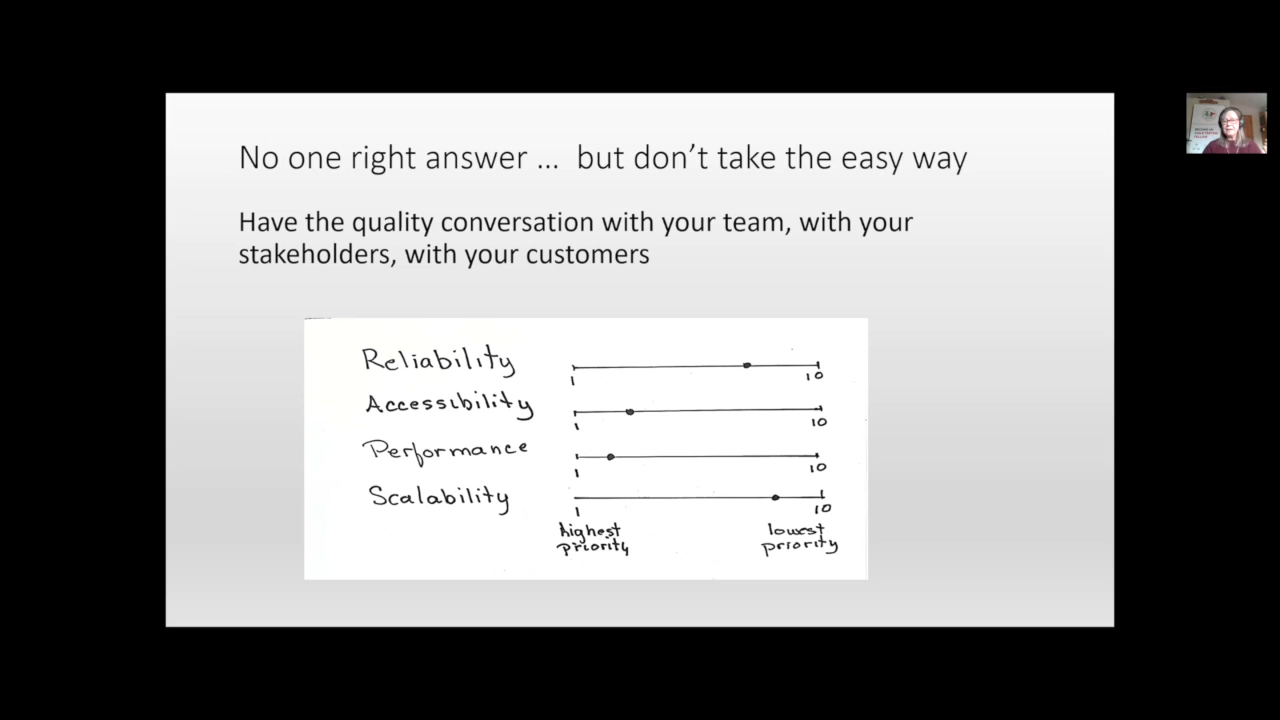 No one right answer … but don’t take the easy way
Have the quality conversation with your team, with your
stakeholders, with your customers
Reliability
1 10
Accessibility
1 10
Performance
1 10
Scalability
1 10
highest priority
lowest priority